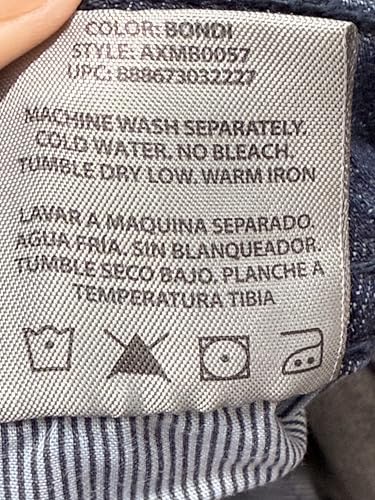 COLOR: BONDI
STYLE: AXMB0057
UPC: 888673032227
MACHINE WASH SEPARATELY.
COLD WATER. NO BLEACH.
TUMBLE DRY LOW. WARM IRON
LAVAR A MAQUINA SEPARADO.
AGUA FRIA. SIN BLANQUEADOR.
TUMBLE SECO BAJO. PLANCHE A
TEMPERATURA TIBIA